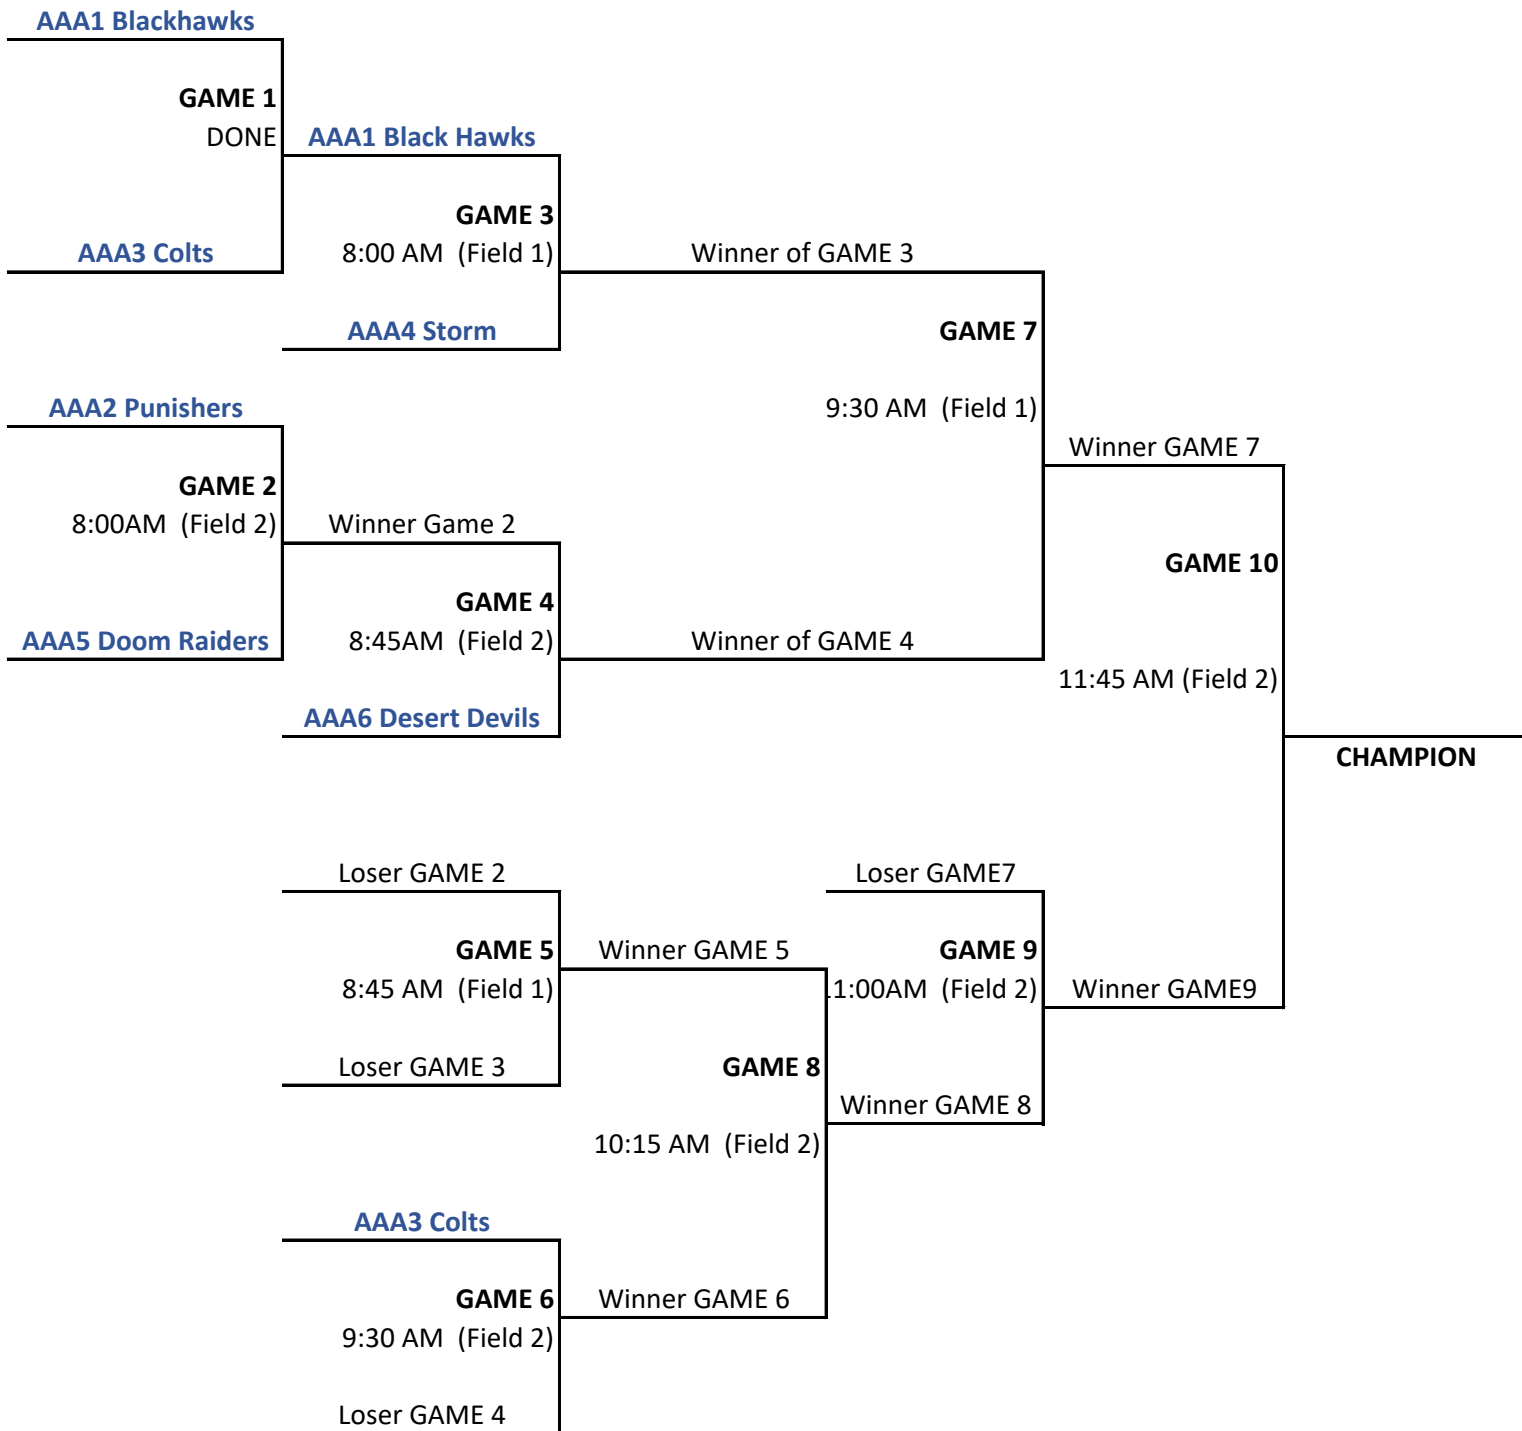 AAA1 Blackhawks
GAME 1
DONE
AAA1 Black Hawks
GAME 3
AAA3 Colts
8:00 AM (Field 1)
Winner of GAME 3
AAA4 Storm
GAME 7
AAA2 Punishers
9:30 AM (Field 1)
Winner GAME 7
GAME 2
8:00AM (Field 2)
Winner Game 2
GAME 10
GAME 4
AAA5 Doom Raiders
8:45AM (Field 2)
Winner of GAME 4
11:45 AM (Field 2)
AAA6 Desert Devils
CHAMPION
Loser GAME 2
Loser GAME7
GAME 5
Winner GAME 5
GAME 9
8:45 AM (Field 1)
11:00AM (Field 2)
Winner GAME9
Loser GAME 3
GAME 8
Winner GAME 8
10:15 AM (Field 2)
AAA3 Colts
GAME 6
Winner GAME 6
9:30 AM (Field 2)
Loser GAME 4